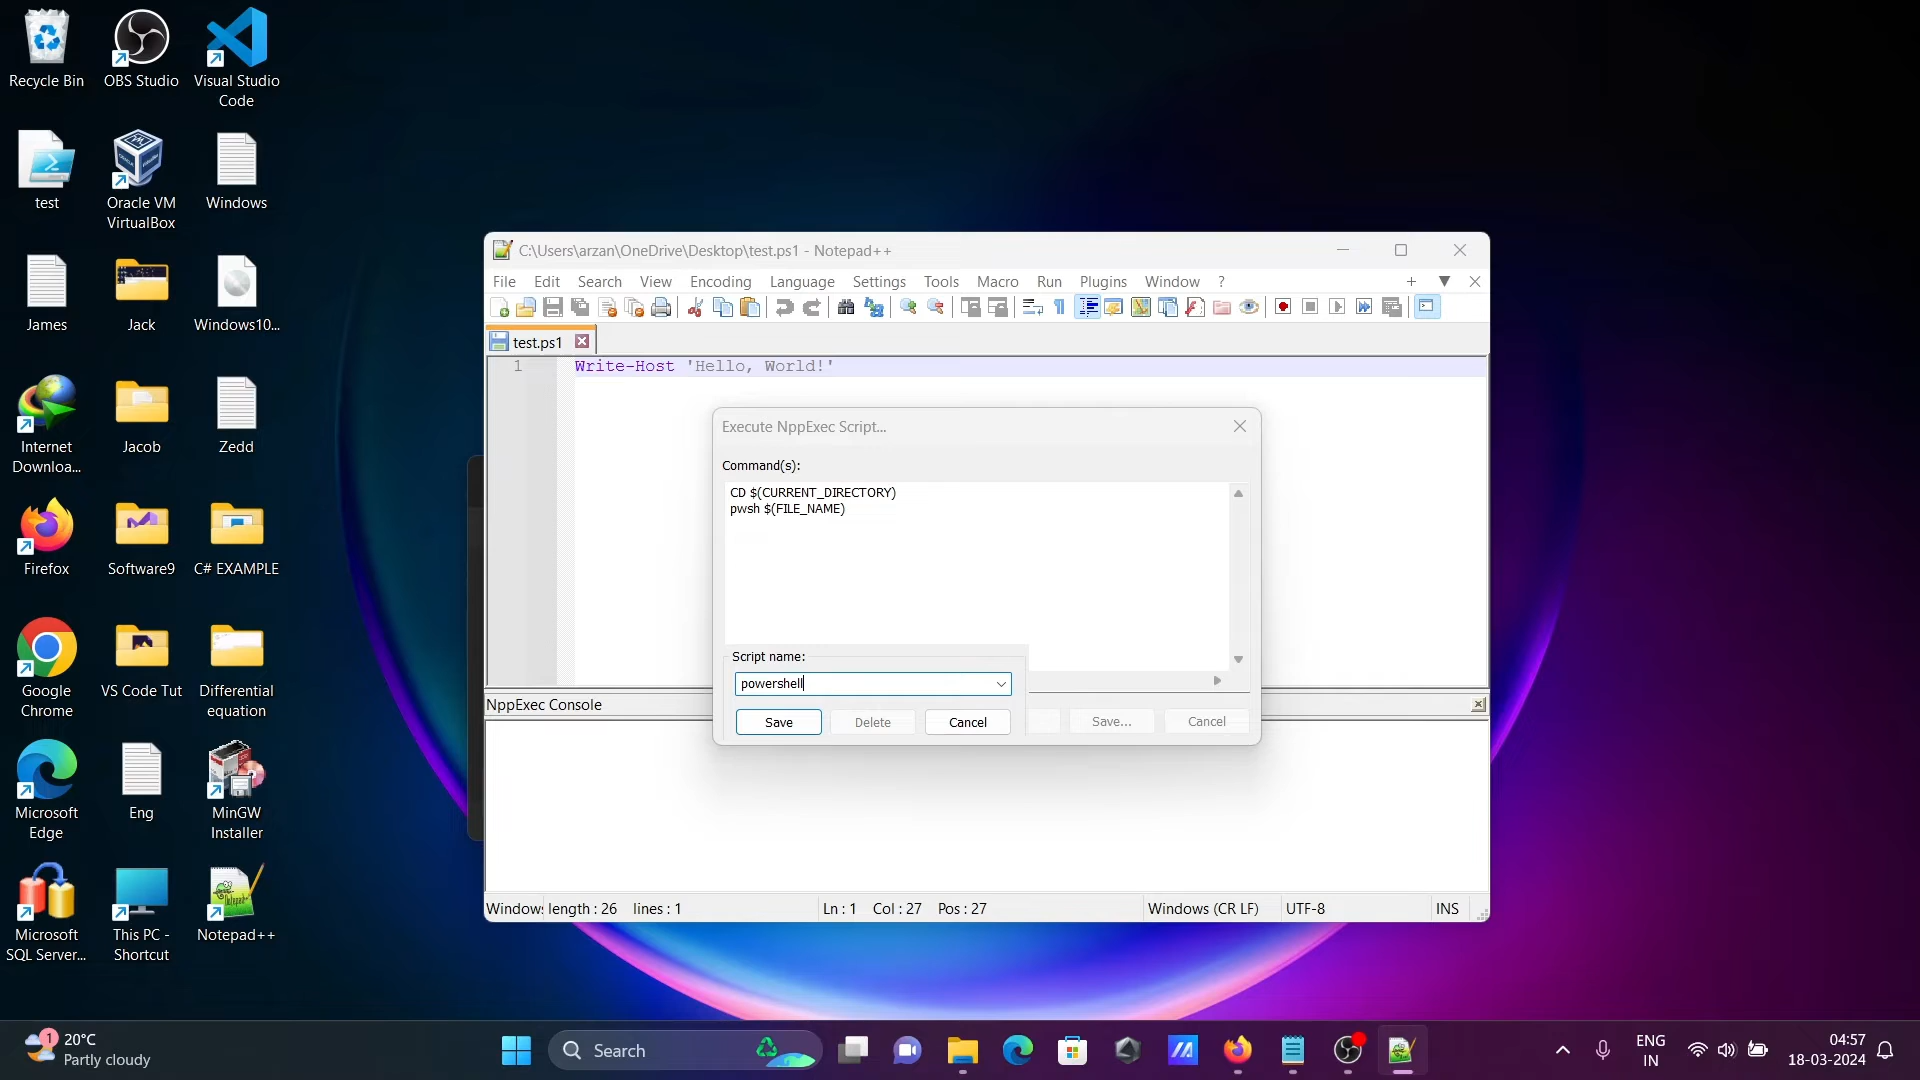 Recycle Bin
OBS Studio
Visual Studio
Code
test
Oracle VM
VirtualBox
Windows
James
Jack
Windows10...
Internet
Downloa...
Jacob
Zedd
Firefox
Software9
C# EXAMPLE
Google
Chrome
VS Code Tut
Differential
equation
Microsoft
Edge
Eng
MinGW
Installer
Microsoft
SQL Server...
This PC -
Shortcut
Notepad++
C:\Users\arzan\OneDrive\Desktop\test.ps1 - Notepad++
File Edit Search View Encoding Language Settings Tools Macro Run Plugins Window ?
test.ps1
1 Write-Host 'Hello, World!'
Execute NppExec Script...
Command(s):
CD $(CURRENT_DIRECTORY)
pwsh $(FILE_NAME)
Script name:
powershell
Save Delete Cancel
Save... Cancel
NppExec Console
Windows length : 26 lines : 1 Ln : 1 Col : 27 Pos : 27 Windows (CR LF) UTF-8 INS
1
20°C
Partly cloudy
Search
ENG
IN
04:57
18-03-2024